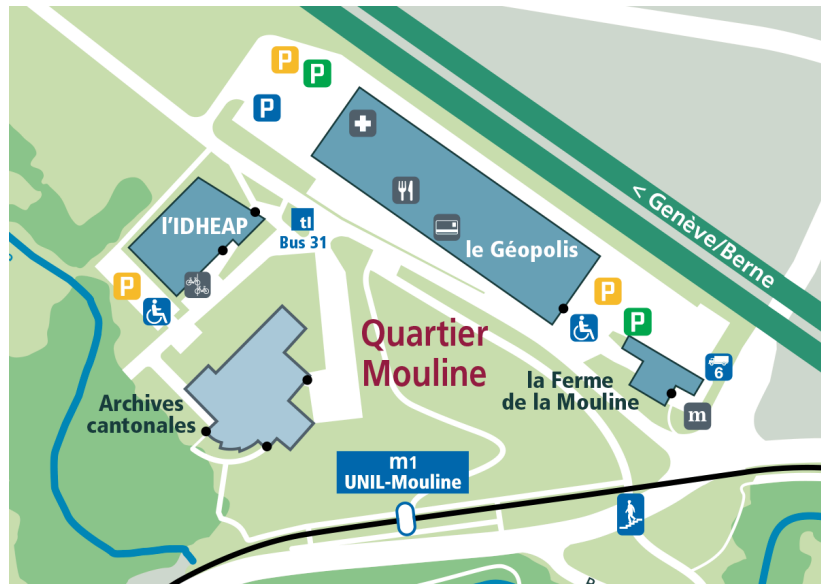 P
P
P
< Genève/Berne
l'IDHEAP
tl
Bus 31
le Géopolis
P
P
P
Quartier
Mouline
6
la Ferme
de la Mouline
m
Archives
cantonales
m1
UNIL-Mouline